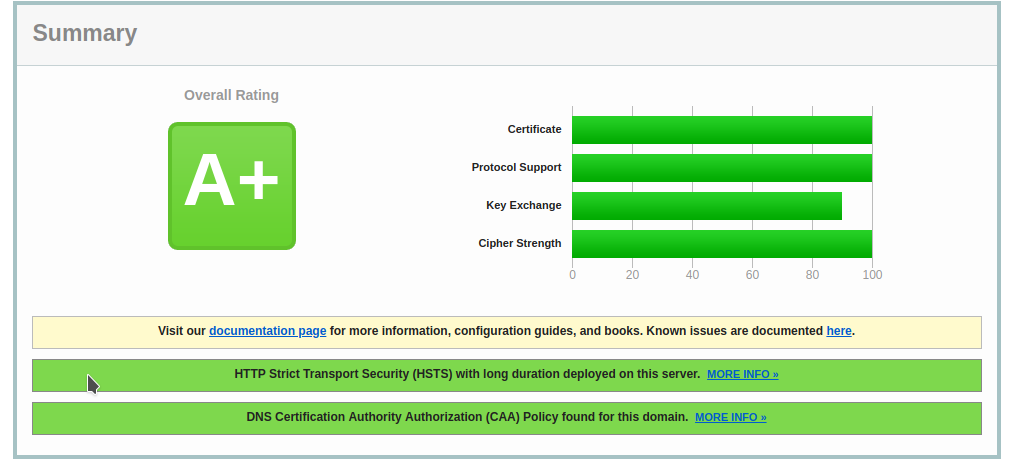 Summary
Overall Rating
A+
Certificate
Protocol Support
Key Exchange
Cipher Strength
0 20 40 60 80 100
Visit our documentation page for more information, configuration guides, and books. Known issues are documented here.
HTTP Strict Transport Security (HSTS) with long duration deployed on this server. MORE INFO »
DNS Certification Authority Authorization (CAA) Policy found for this domain. MORE INFO »